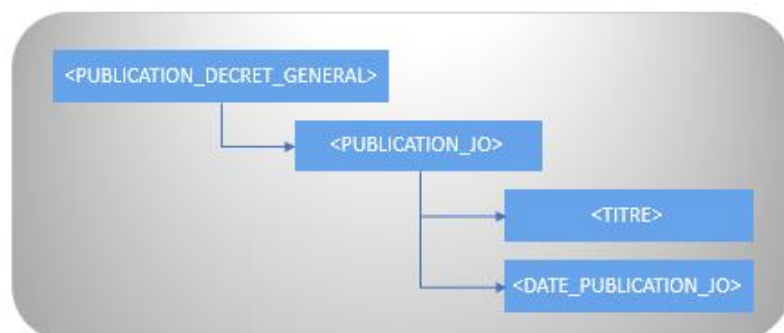 <PUBLICATION_DECRET_GENERAL>
<PUBLICATION_JO>
<TITRE>
<DATE_PUBLICATION_JO>